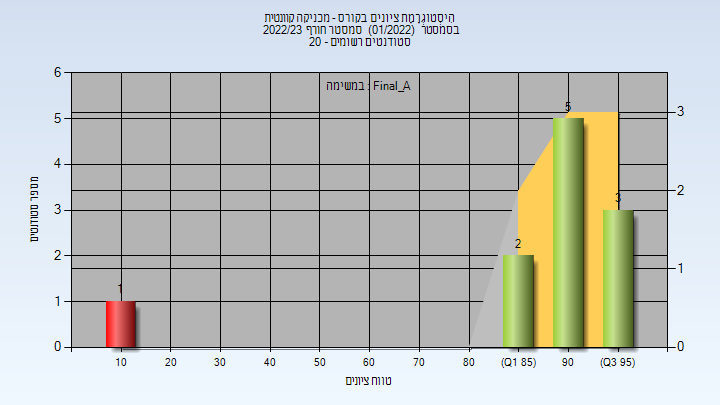 היסטוגרמת ציונים בקורס - מכניקה קוונטית
בסמסטר (01/2022) סמסטר חורף 2022/23
סטודנטים רשומים - 20
במשימה : Final_A
מספר סטודנטים
6
5
4
3
2
1
0
3
2
1
0
1
2
5
3
10 20 30 40 50 60 70 80 (Q1 85) 90 (Q3 95)
טווח ציונים